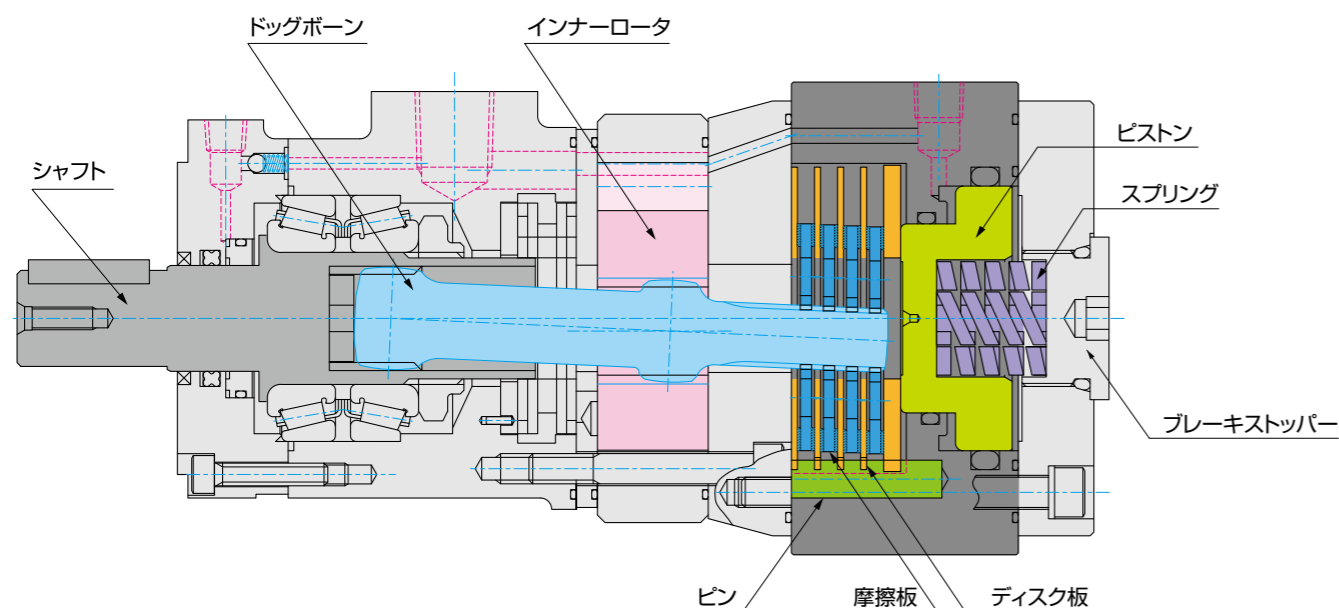 ドッグボーン
インナーロータ
ピストン
シャフト
スプリング
ブレーキストッパー
ピン
摩擦板
ディスク板